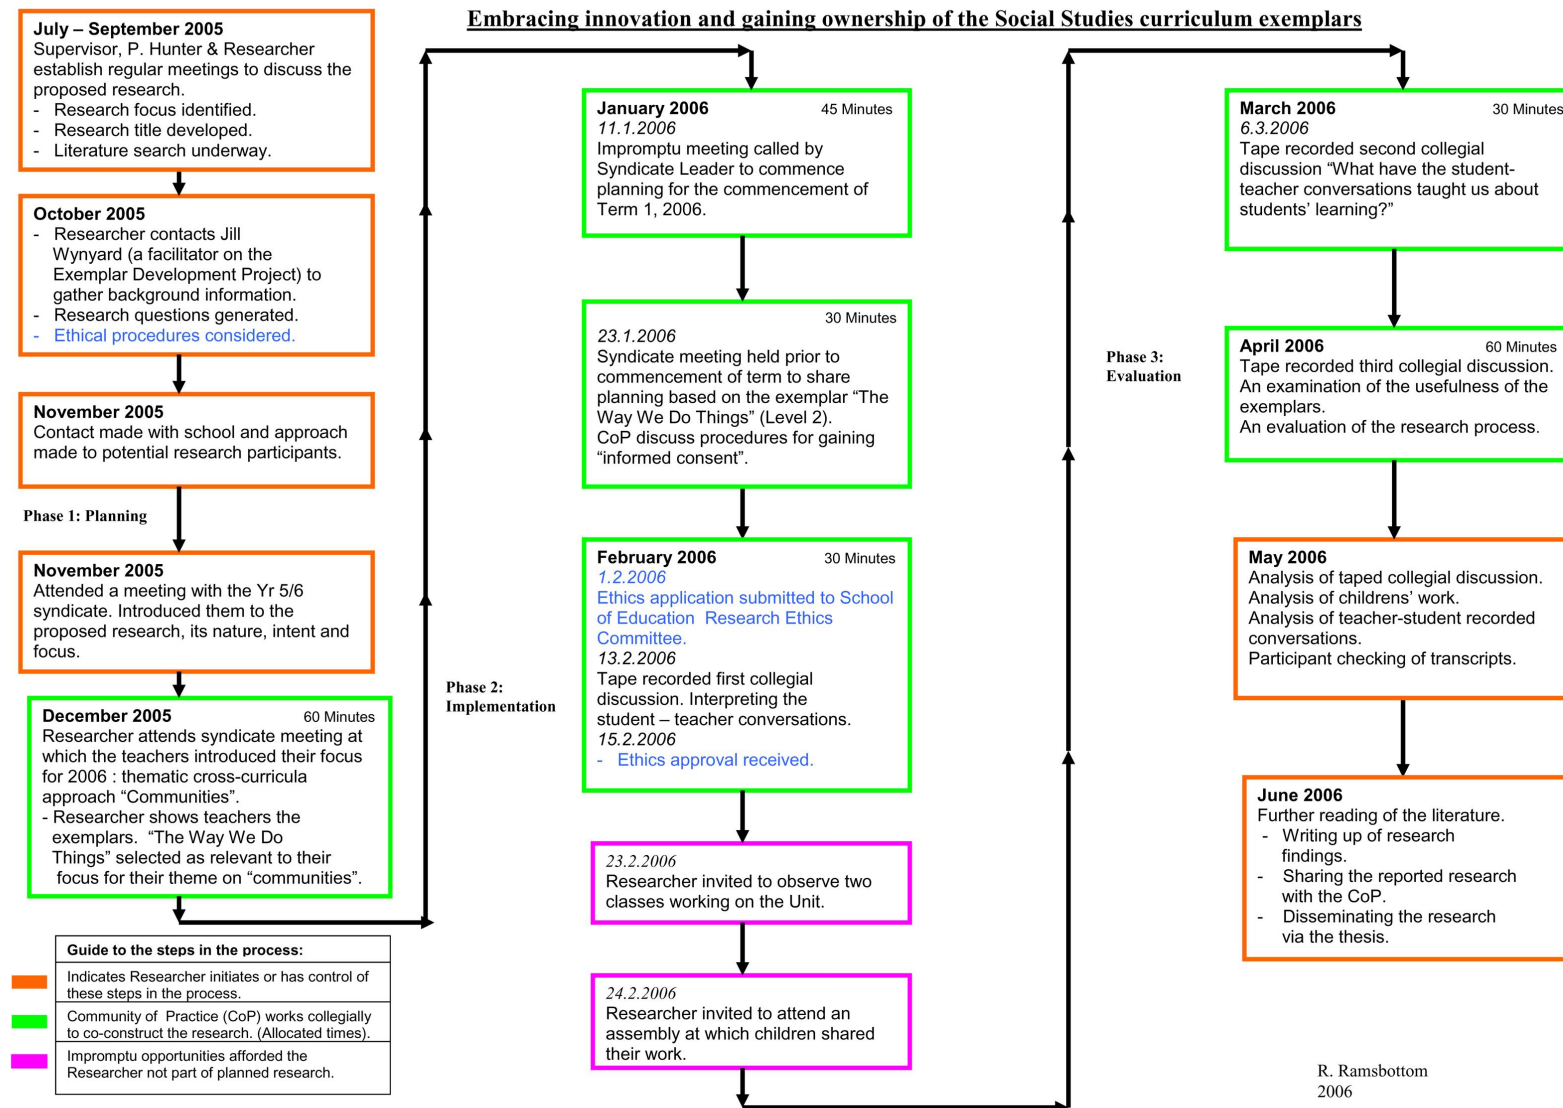 Embracing innovation and gaining ownership of the Social Studies curriculum exemplars
July – September 2005
Supervisor, P. Hunter & Researcher
establish regular meetings to discuss the
proposed research.
- Research focus identified.
- Research title developed.
- Literature search underway.
October 2005
- Researcher contacts Jill
Wynyard (a facilitator on the
Exemplar Development Project) to
gather background information.
- Research questions generated.
- Ethical procedures considered.
November 2005
Contact made with school and approach
made to potential research participants.
Phase 1: Planning
November 2005
Attended a meeting with the Yr 5/6
syndicate. Introduced them to the
proposed research, its nature, intent and
focus.
December 2005 60 Minutes
Researcher attends syndicate meeting at
which the teachers introduced their focus
for 2006 : thematic cross-curricula
approach “Communities”.
- Researcher shows teachers the
exemplars. “The Way We Do
Things” selected as relevant to their
focus for their theme on “communities”.
Guide to the steps in the process:
Indicates Researcher initiates or has control of
these steps in the process.
Community of Practice (CoP) works collegially
to co-construct the research. (Allocated times).
Impromptu opportunities afforded the
Researcher not part of planned research.
Phase 2:
Implementation
January 2006 45 Minutes
11.1.2006
Impromptu meeting called by
Syndicate Leader to commence
planning for the commencement of
Term 1, 2006.
30 Minutes
23.1.2006
Syndicate meeting held prior to
commencement of term to share
planning based on the exemplar “The
Way We Do Things” (Level 2).
CoP discuss procedures for gaining
“informed consent”.
February 2006 30 Minutes
1.2.2006
Ethics application submitted to School
of Education Research Ethics
Committee.
13.2.2006
Tape recorded first collegial
discussion. Interpreting the
student – teacher conversations.
15.2.2006
- Ethics approval received.
23.2.2006
Researcher invited to observe two
classes working on the Unit.
24.2.2006
Researcher invited to attend an
assembly at which children shared
their work.
Phase 3:
Evaluation
March 2006 30 Minutes
6.3.2006
Tape recorded second collegial
discussion “What have the student-
teacher conversations taught us about
students’ learning?”
April 2006 60 Minutes
Tape recorded third collegial discussion.
An examination of the usefulness of the
exemplars.
An evaluation of the research process.
May 2006
Analysis of taped collegial discussion.
Analysis of childrens’ work.
Analysis of teacher-student recorded
conversations.
Participant checking of transcripts.
June 2006
Further reading of the literature.
- Writing up of research
findings.
- Sharing the reported research
with the CoP.
- Disseminating the research
via the thesis.
R. Ramsbottom
2006